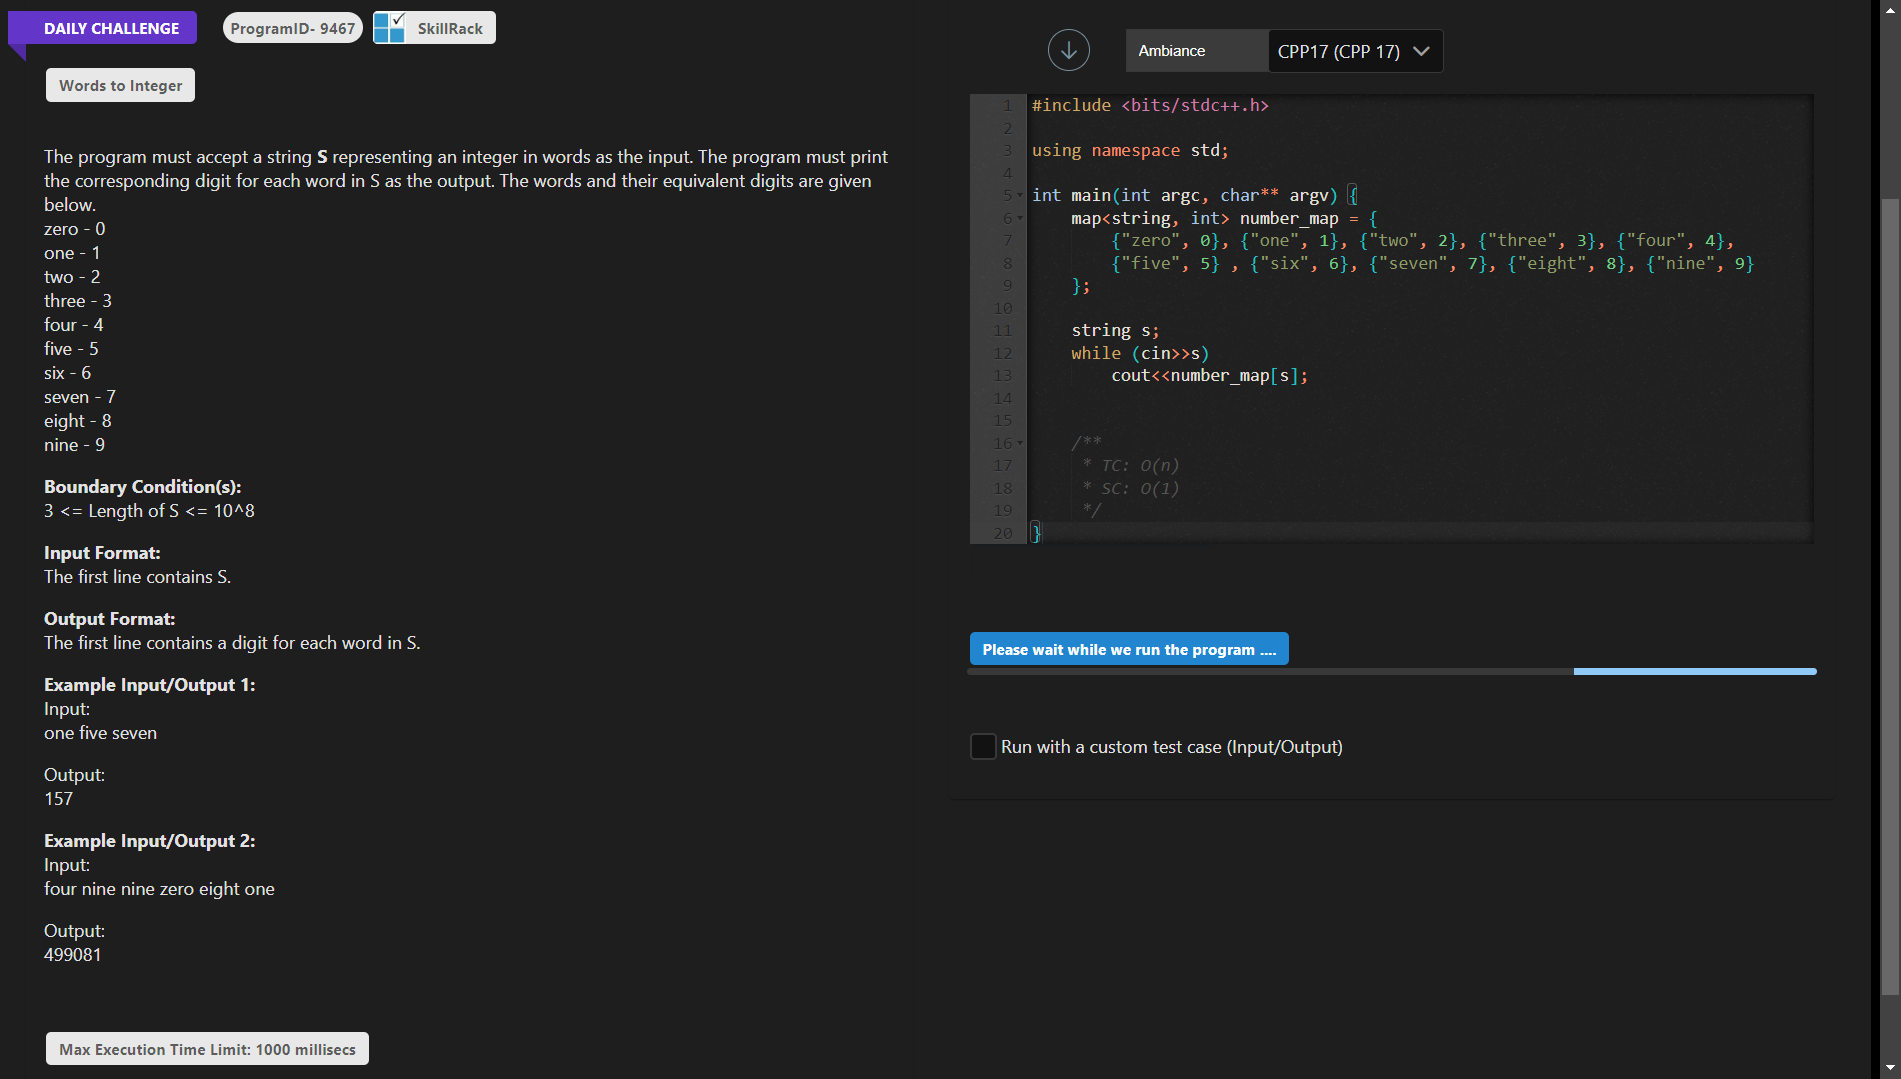 DAILY CHALLENGE
ProgramID- 9467
SkillRack
Words to Integer
The program must accept a string S representing an integer in words as the input. The program must print
the corresponding digit for each word in S as the output. The words and their equivalent digits are given
below.
zero - 0
one - 1
two - 2
three - 3
four - 4
five - 5
six - 6
seven - 7
eight - 8
nine - 9
Boundary Condition(s):
3 <= Length of S <= 10^8
Input Format:
The first line contains S.
Output Format:
The first line contains a digit for each word in S.
Example Input/Output 1:
Input:
one five seven
Output:
157
Example Input/Output 2:
Input:
four nine nine zero eight one
Output:
499081
Max Execution Time Limit: 1000 millisecs
Ambiance
CPP17 (CPP 17)
1 #include <bits/stdc++.h>
2
3 using namespace std;
4
5 int main(int argc, char** argv) {
6     map<string, int> number_map = {
7         {"zero", 0}, {"one", 1}, {"two", 2}, {"three", 3}, {"four", 4},
8         {"five", 5} , {"six", 6}, {"seven", 7}, {"eight", 8}, {"nine", 9}
9     };
10
11     string s;
12     while (cin>>s)
13         cout<<number_map[s];
14
15
16     /**
17      * TC: O(n)
18      * SC: O(1)
19      */
20 }
Please wait while we run the program ....
Run with a custom test case (Input/Output)